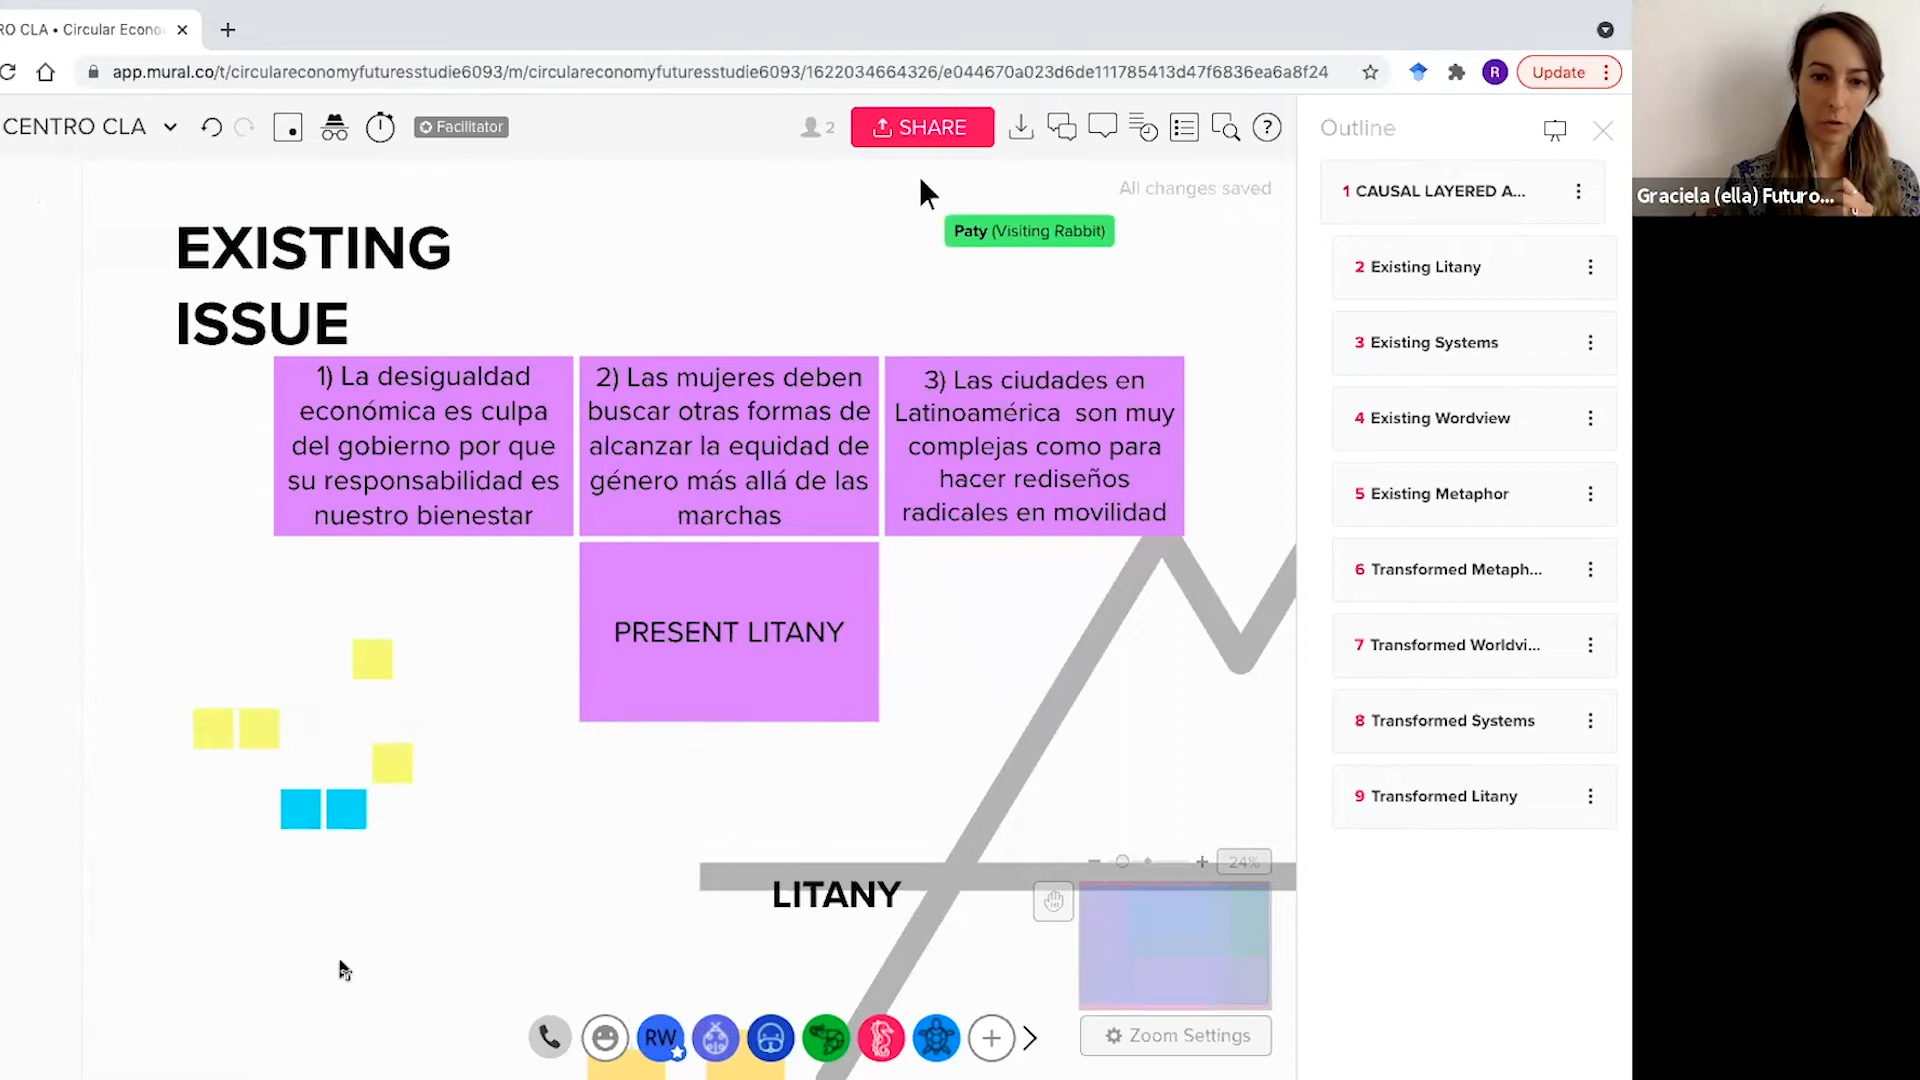 RO CLA • Circular Econo
app.mural.co/t/circulareconomyfuturesstudie6093/m/circulareconomyfuturesstudie6093/1622034664326/e044670a023d6de111785413d47f6836ea6a8f24
R
Update
CENTRO CLA
Facilitator
2
SHARE
?
All changes saved
Paty (Visiting Rabbit)
EXISTING
ISSUE
1) La desigualdad
económica es culpa
del gobierno por que
su responsabilidad es
nuestro bienestar
2) Las mujeres deben
buscar otras formas de
alcanzar la equidad de
género más allá de las
marchas
3) Las ciudades en
Latinoamérica son muy
complejas como para
hacer rediseños
radicales en movilidad
PRESENT LITANY
LITANY
24%
Zoom Settings
RW
Outline
1 CAUSAL LAYERED A...
2 Existing Litany
3 Existing Systems
4 Existing Wordview
5 Existing Metaphor
6 Transformed Metaph...
7 Transformed Worldvi...
8 Transformed Systems
9 Transformed Litany
Graciela (ella) Futuro...